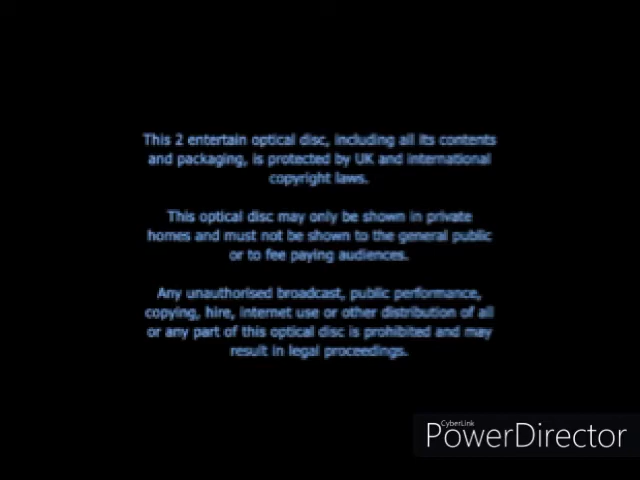 This 2 entertain optical disc, including all its contents
and packaging, is protected by UK and international
copyright laws.
This optical disc may only be shown in private
homes and must not be shown to the general public
or to fee paying audiences.
Any unauthorised broadcast, public performance,
copying, hire, internet use or other distribution of all
or any part of this optical disc is prohibited and may
result in legal proceedings.
CyberLink
PowerDirector